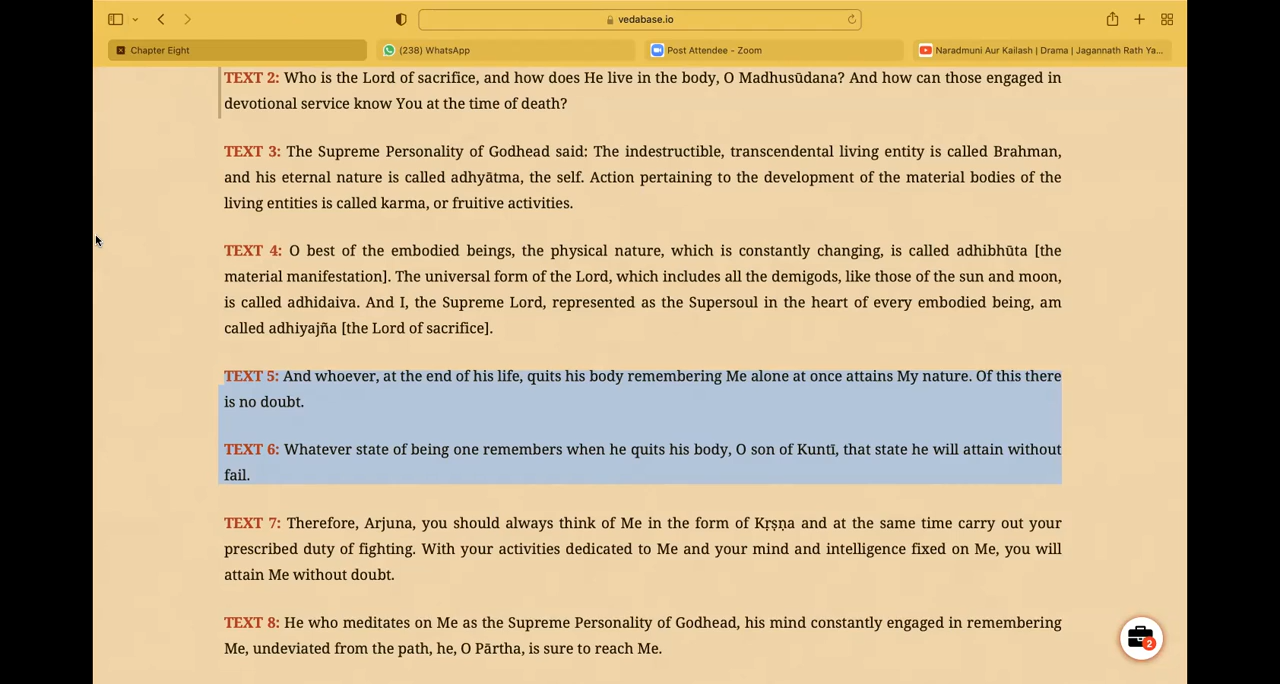 vedabase.io
Chapter Eight
(238) WhatsApp
Post Attendee - Zoom
Naradmuni Aur Kailash | Drama | Jagannath Rath Ya...
TEXT 2: Who is the Lord of sacrifice, and how does He live in the body, O Madhusūdana? And how can those engaged in
devotional service know You at the time of death?
TEXT 3: The Supreme Personality of Godhead said: The indestructible, transcendental living entity is called Brahman,
and his eternal nature is called adhyātma, the self. Action pertaining to the development of the material bodies of the
living entities is called karma, or fruitive activities.
TEXT 4: O best of the embodied beings, the physical nature, which is constantly changing, is called adhibhūta [the
material manifestation]. The universal form of the Lord, which includes all the demigods, like those of the sun and moon,
is called adhidaiva. And I, the Supreme Lord, represented as the Supersoul in the heart of every embodied being, am
called adhiyajña [the Lord of sacrifice].
TEXT 5: And whoever, at the end of his life, quits his body remembering Me alone at once attains My nature. Of this there
is no doubt.
TEXT 6: Whatever state of being one remembers when he quits his body, O son of Kuntī, that state he will attain without
fail.
TEXT 7: Therefore, Arjuna, you should always think of Me in the form of Kṛṣṇa and at the same time carry out your
prescribed duty of fighting. With your activities dedicated to Me and your mind and intelligence fixed on Me, you will
attain Me without doubt.
TEXT 8: He who meditates on Me as the Supreme Personality of Godhead, his mind constantly engaged in remembering
Me, undeviated from the path, he, O Pārtha, is sure to reach Me.
2